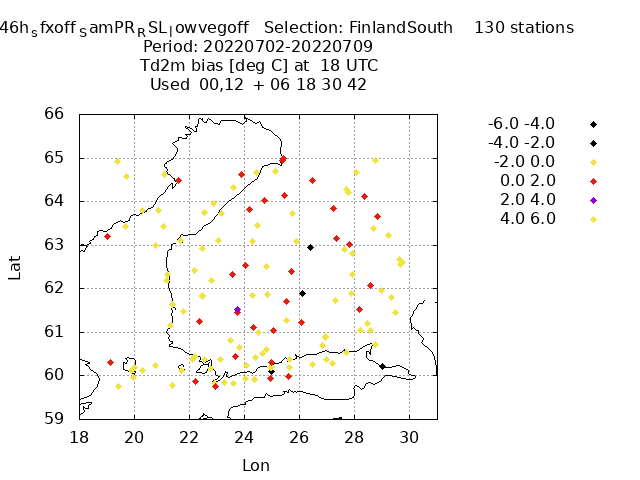 46h_sfxoff_SamPR_RSL_lowvegoff Selection: FinlandSouth 130 stations
Period: 20220702-20220709
Td2m bias [deg C] at 18 UTC
Used 00,12 + 06 18 30 42
-6.0 -4.0
-4.0 -2.0
-2.0 0.0
0.0 2.0
2.0 4.0
4.0 6.0
66
65
64
63
62
61
60
59
Lat
18 20 22 24 26 28 30
Lon